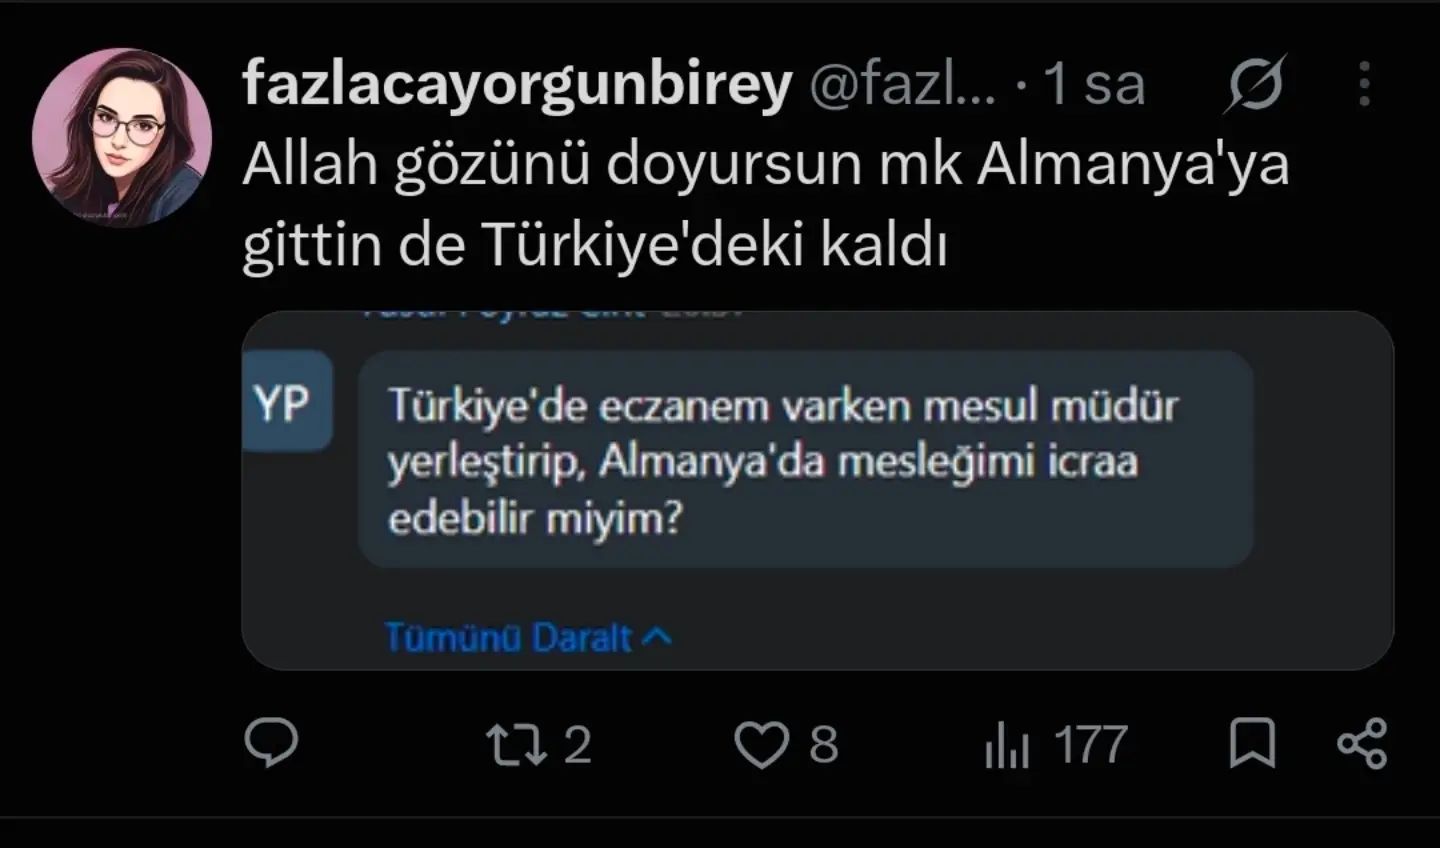 fazlacayorgunbirey @fazl... · 1 sa
Allah gözünü doyursun mk Almanya'ya
gittin de Türkiye'deki kaldı
YP
Türkiye'de eczanem varken mesul müdür
yerleştirip, Almanya'da mesleğimi icraa
edebilir miyim?
Tümünü Daralt
2 8 177